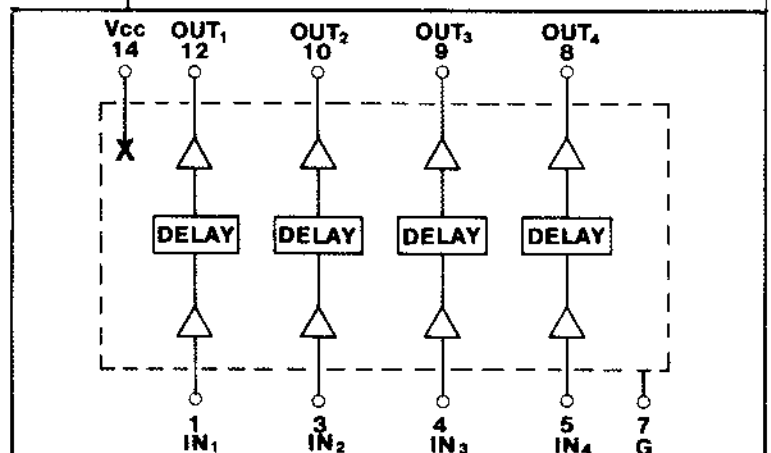 Vcc OUT₁ OUT₂ OUT₃ OUT₄
14 12 10 9 8
X
DELAY DELAY DELAY DELAY
1 3 4 5 7
IN₁ IN₂ IN₃ IN₄ G